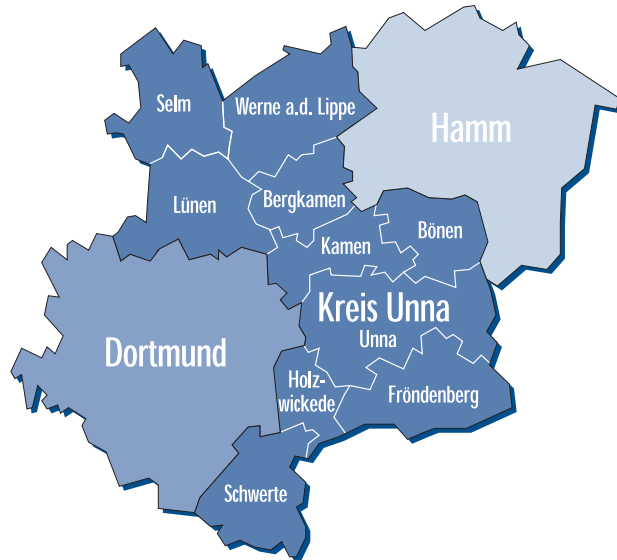 Selm
Werne a.d. Lippe
Hamm
Lünen
Bergkamen
Bönen
Kamen
Kreis Unna
Unna
Dortmund
Holz-
wickede
Fröndenberg
Schwerte